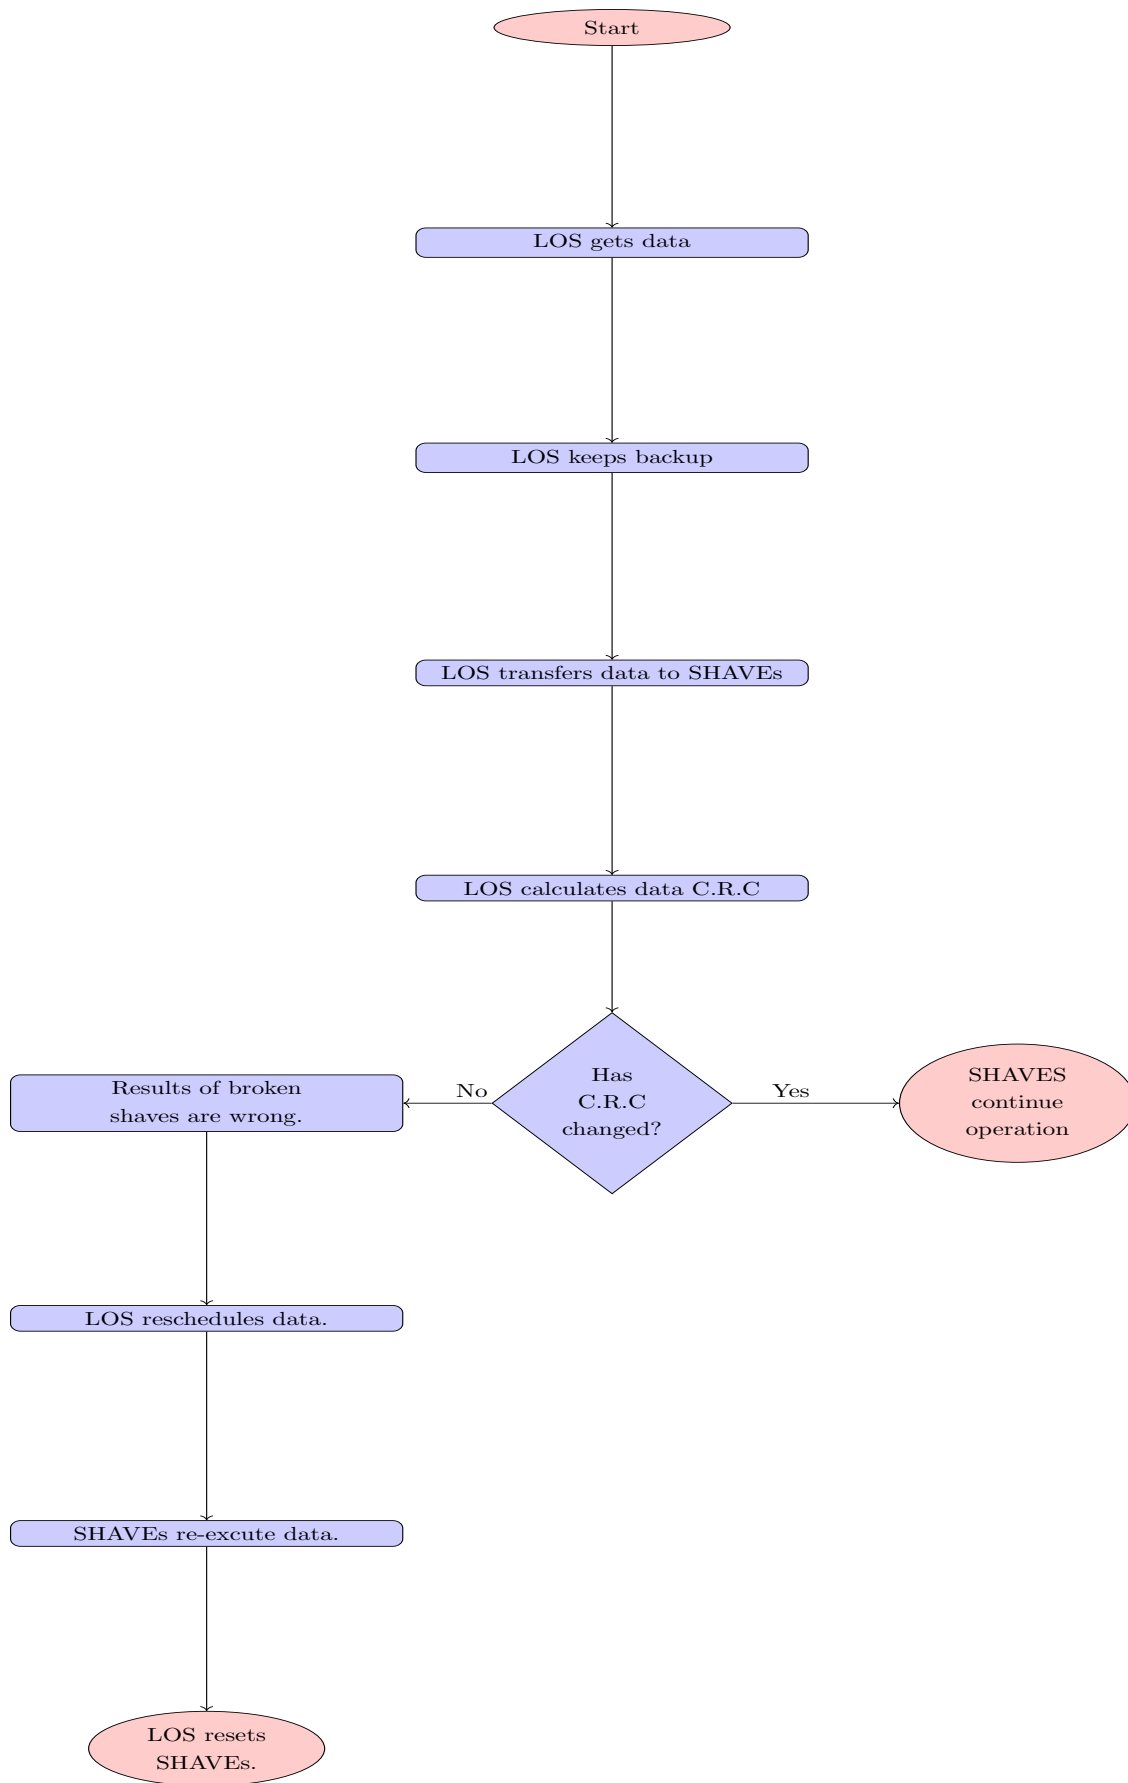 Start
LOS gets data
LOS keeps backup
LOS transfers data to SHAVEs
LOS calculates data C.R.C
Has
C.R.C
changed?
No
Yes
Results of broken
shaves are wrong.
SHAVES
continue
operation
LOS reschedules data.
SHAVEs re-excute data.
LOS resets
SHAVEs.